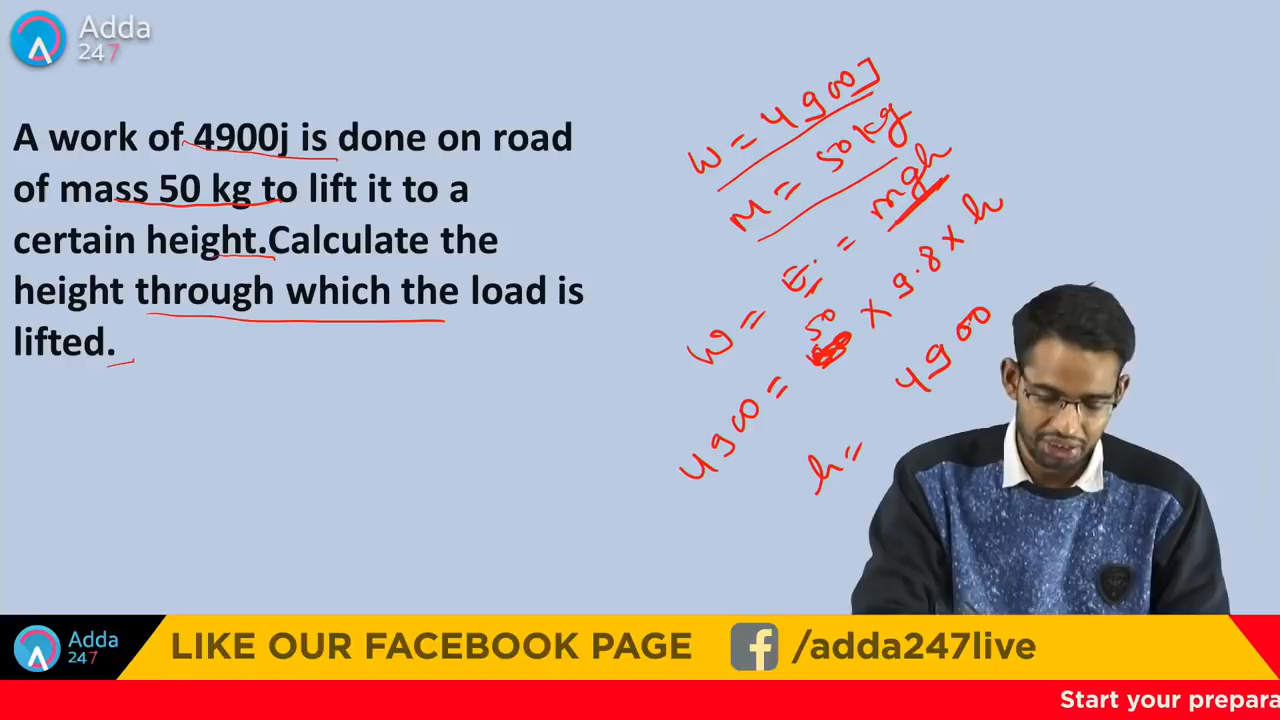 Adda
247
A work of 4900j is done on road
of mass 50 kg to lift it to a
certain height.Calculate the
height through which the load is
lifted.
W = 4900J
M = 50 kg
W = E = mgh
4900 = 50 × 9.8 × h
h = 4900
Adda
247
LIKE OUR FACEBOOK PAGE
/adda247live
Start your prepara